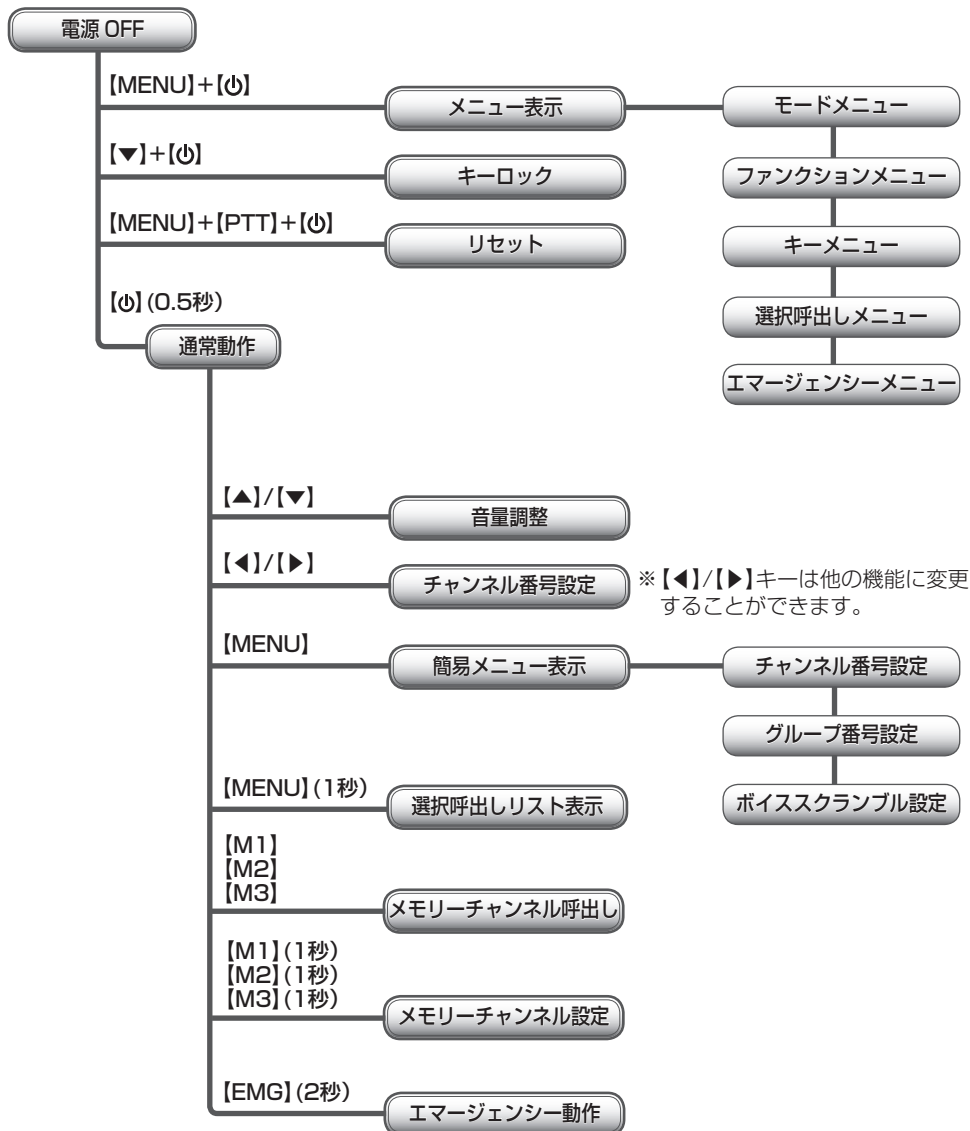 電源 OFF
【MENU】+【⏻】
メニュー表示
モードメニュー
【▼】+【⏻】
キーロック
ファンクションメニュー
【MENU】+【PTT】+【⏻】
リセット
キーメニュー
【⏻】(0.5秒)
選択呼出しメニュー
通常動作
エマージェンシーメニュー
【▲】/【▼】
音量調整
【◀】/【▶】
チャンネル番号設定
※【◀】/【▶】キーは他の機能に変更
することができます。
【MENU】
簡易メニュー表示
チャンネル番号設定
グループ番号設定
ボイススクランブル設定
【MENU】(1秒)
選択呼出しリスト表示
【M1】
【M2】
【M3】
メモリーチャンネル呼出し
【M1】(1秒)
【M2】(1秒)
【M3】(1秒)
メモリーチャンネル設定
【EMG】(2秒)
エマージェンシー動作